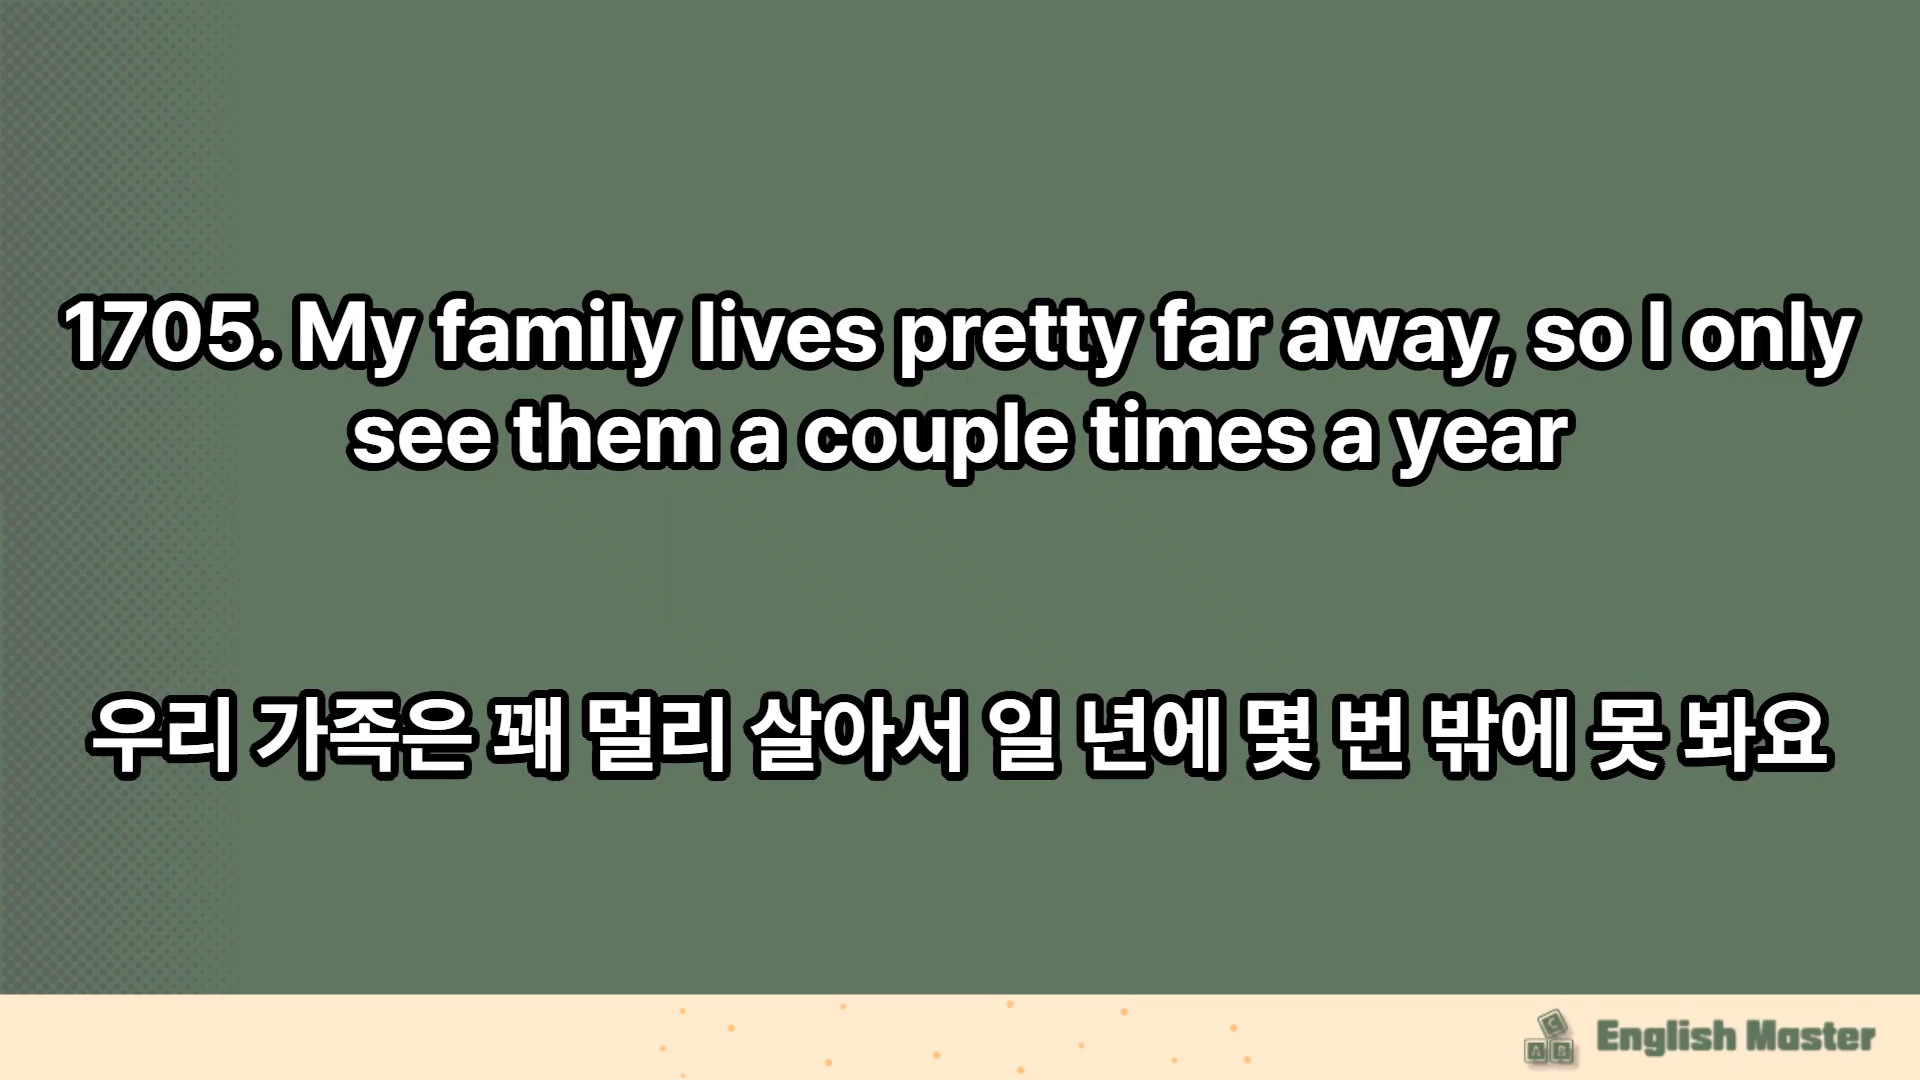 1705. My family lives pretty far away, so I only
see them a couple times a year
우리 가족은 꽤 멀리 살아서 일 년에 몇 번 밖에 못 봐요
C
A B
English Master